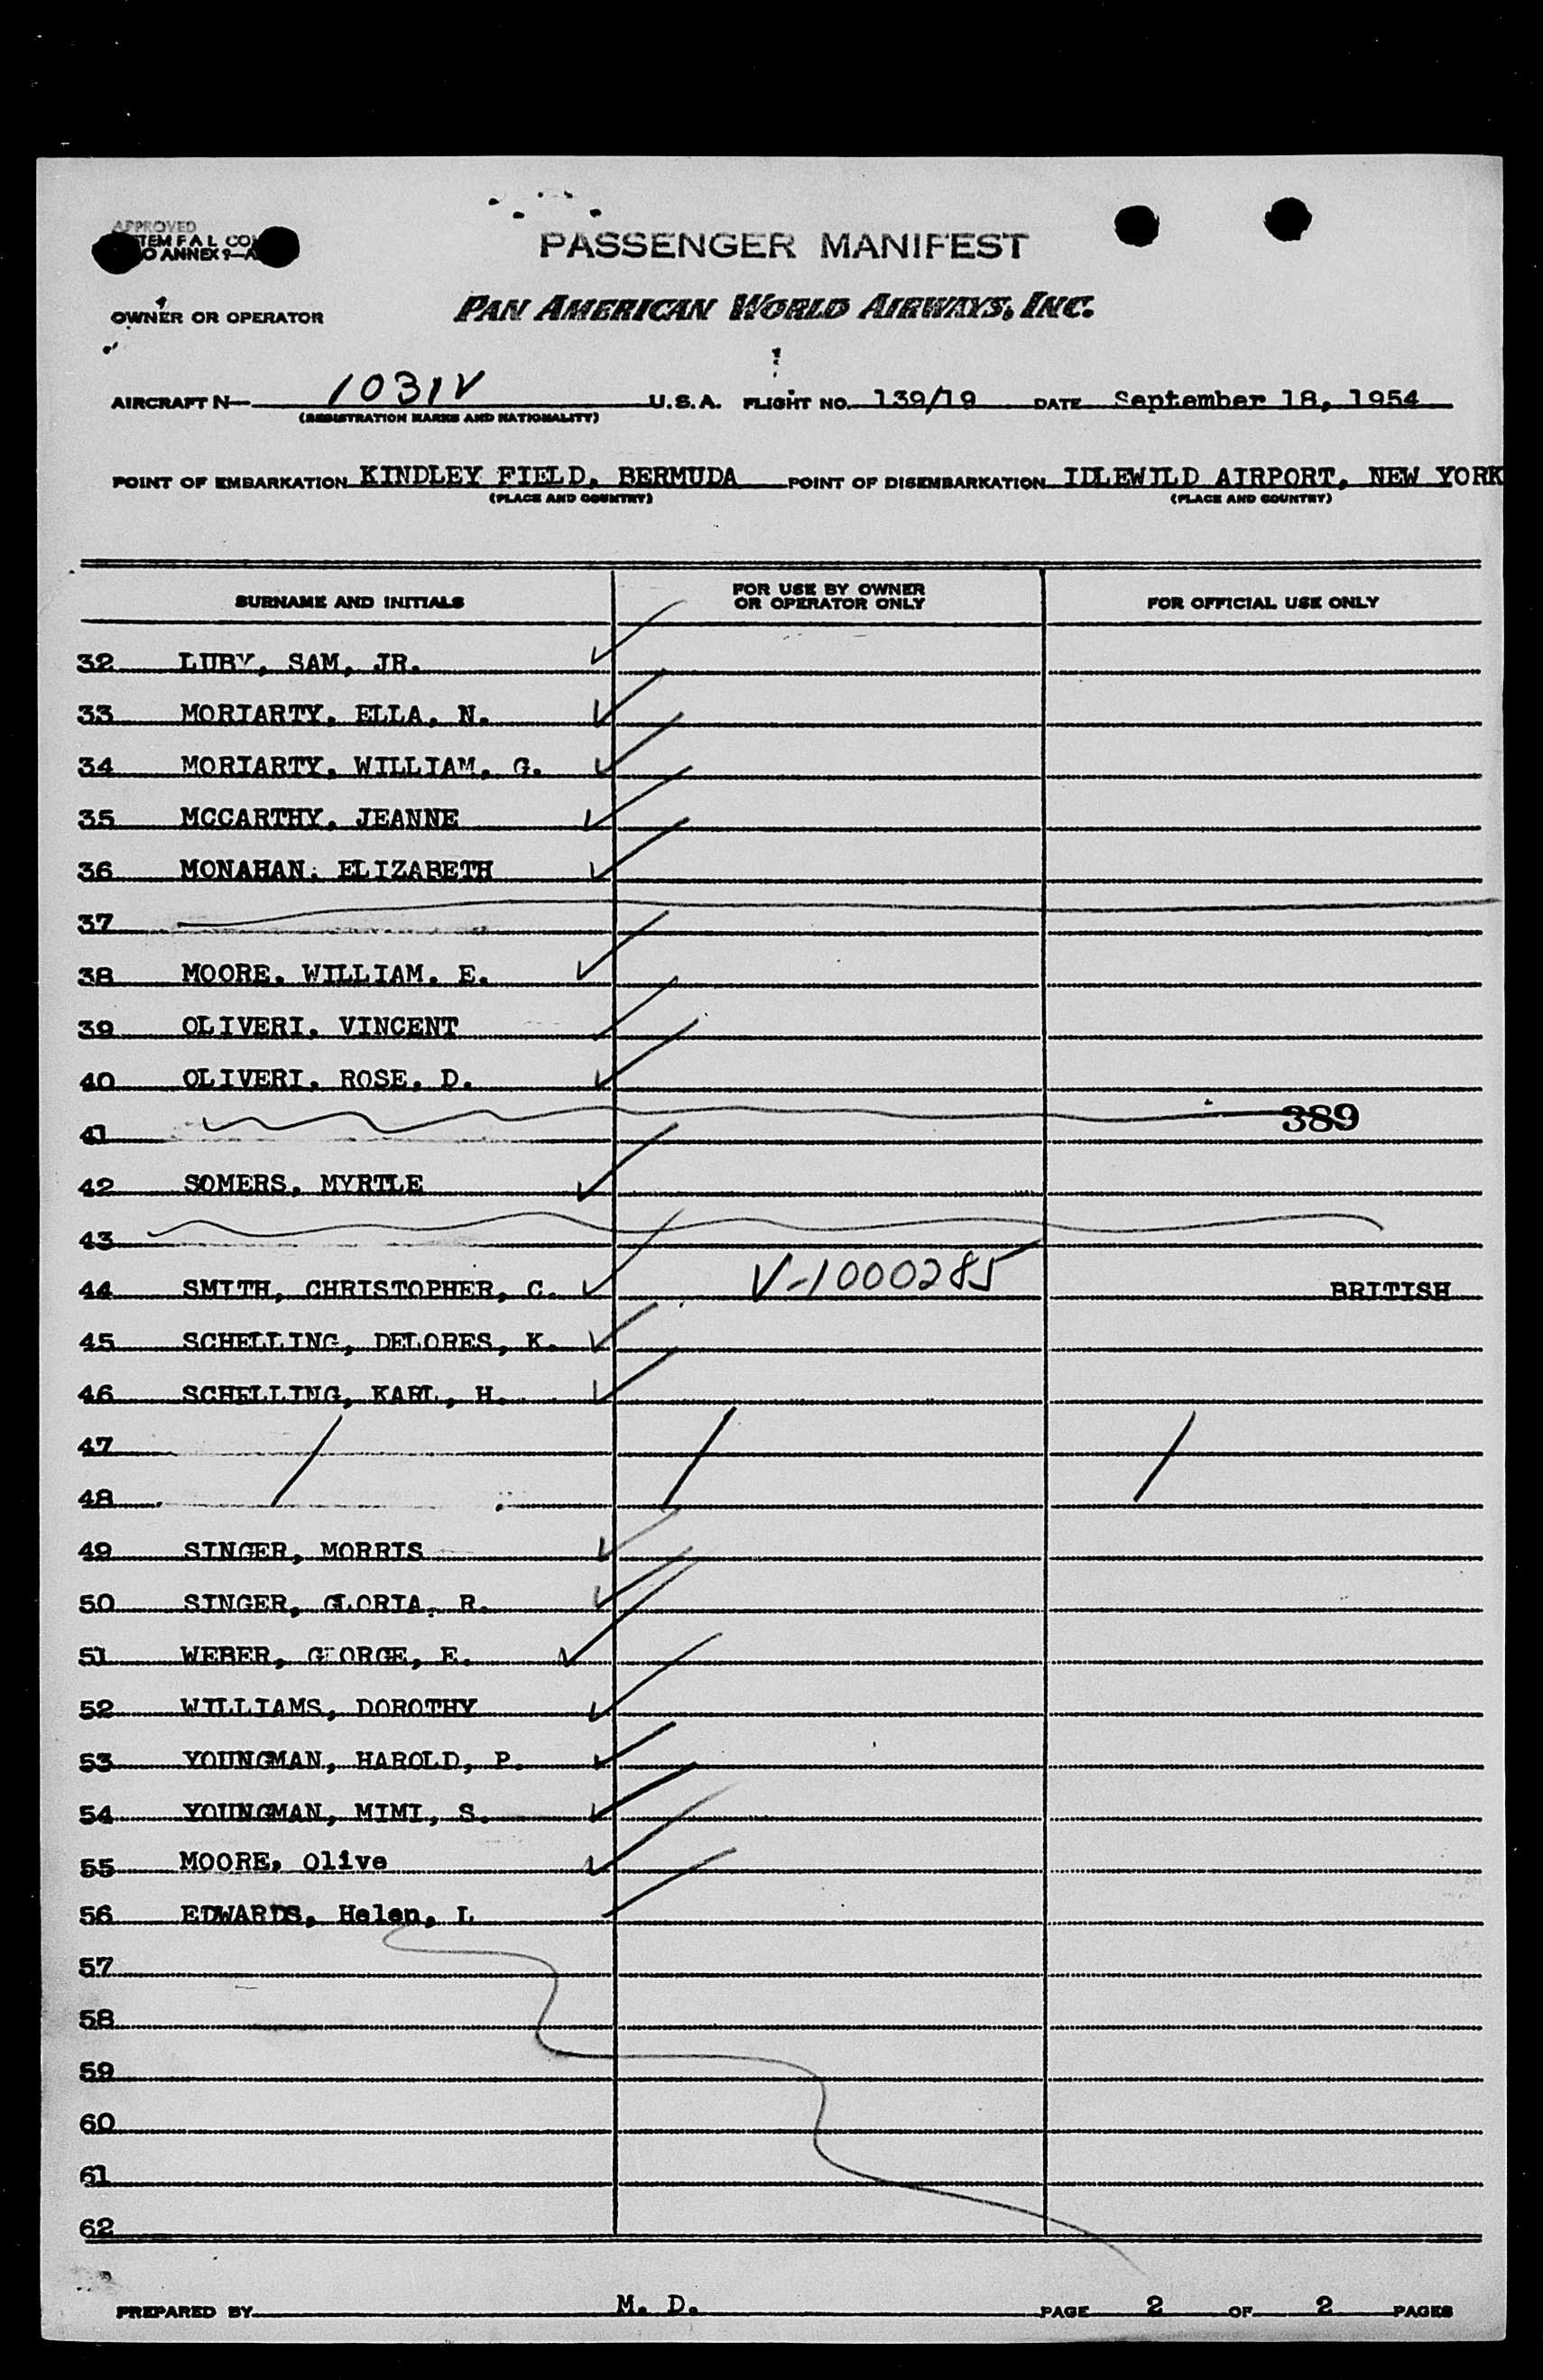 APPROVED
TEM F A L CO
O ANNEX 9-A
PASSENGER MANIFEST
OWNER OR OPERATOR PAN AMERICAN WORLD AIRWAYS, INC.
AIRCRAFT N 1031V U.S.A. FLIGHT NO. 139/19 DATE September 18, 1954
(REGISTRATION MARKS AND NATIONALITY)
POINT OF EMBARKATION KINDLEY FIELD, BERMUDA POINT OF DISEMBARKATION IDLEWILD AIRPORT, NEW YORK
(PLACE AND COUNTRY) (PLACE AND COUNTRY)
SURNAME AND INITIALS FOR USE BY OWNER OR OPERATOR ONLY FOR OFFICIAL USE ONLY
32 LUBY, SAM, JR.
33 MORIARTY, ELLA, N.
34 MORIARTY, WILLIAM, G.
35 MCCARTHY, JEANNE
36 MONAHAN, ELIZABETH
37
38 MOORE, WILLIAM, E.
39 OLIVERI, VINCENT
40 OLIVERI, ROSE, D.
41 389
42 SOMERS, MYRTLE
43
44 SMITH, CHRISTOPHER, C. V-1000285 BRITISH
45 SCHELLING, DELORES, K.
46 SCHELLING, KARL, H.
47
48
49 SINGER, MORRIS
50 SINGER, GLORIA, R.
51 WEBER, GEORGE, E.
52 WILLIAMS, DOROTHY
53 YOUNGMAN, HAROLD, P.
54 YOUNGMAN, MIMI, S.
55 MOORE, Olive
56 EDWARDS, Helen, L
57
58
59
60
61
62
PREPARED BY M. D. PAGE 2 OF 2 PAGES